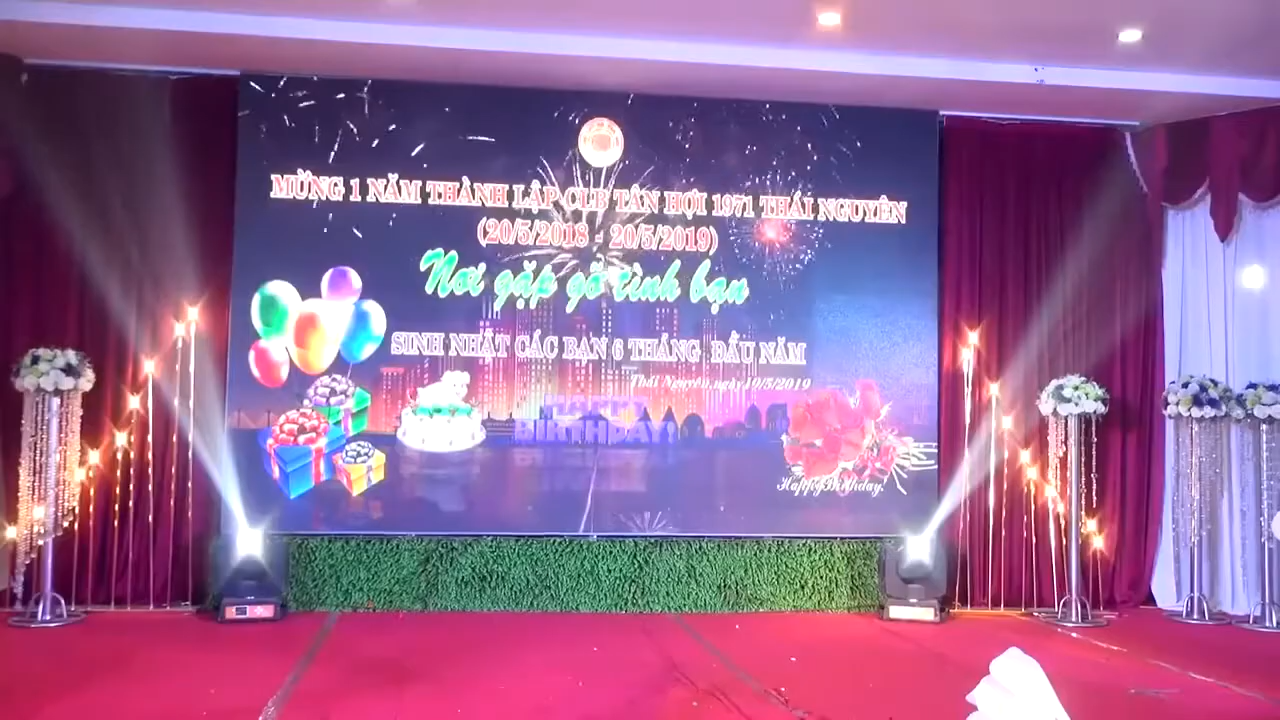 MỪNG 1 NĂM THÀNH LẬP CLB TÂN HỢI 1971 THÁI NGUYÊN
(20/5/2018 - 20/5/2019)
Nơi gặp gỡ tình bạn
SINH NHẬT CÁC BẠN 6 THÁNG ĐẦU NĂM
Thái Nguyên, ngày 19/5/2019
HAPPY
BIRTHDAY!
Happy Birthday.